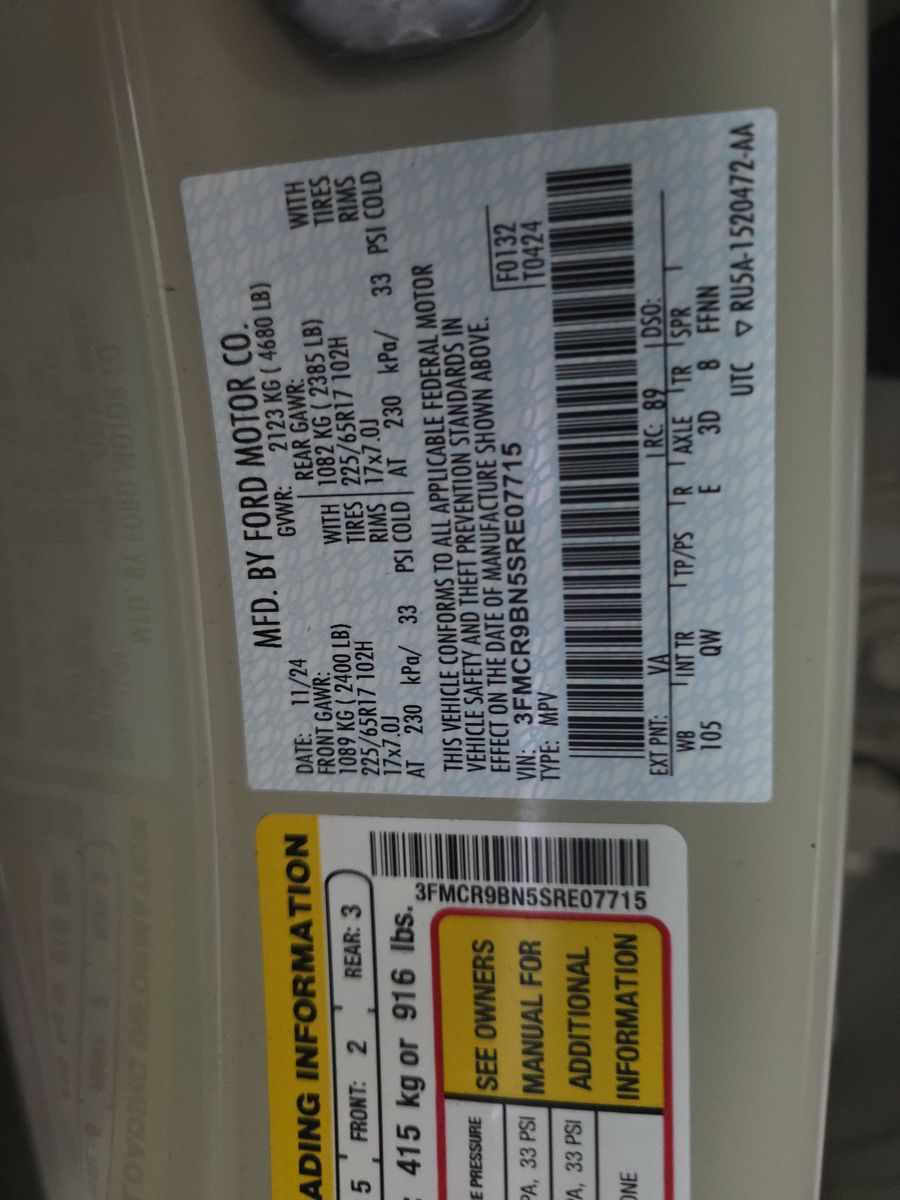 MFD. BY FORD MOTOR CO.
DATE: 11/24 GVWR: 2123 KG ( 4680 LB)
FRONT GAWR: REAR GAWR:
1089 KG ( 2400 LB) WITH 1082 KG ( 2385 LB) WITH
225/65R17 102H TIRES 225/65R17 102H TIRES
17x7.0J RIMS 17x7.0J RIMS
AT 230 kPa/ 33 PSI COLD AT 230 kPa/ 33 PSI COLD
THIS VEHICLE CONFORMS TO ALL APPLICABLE FEDERAL MOTOR
VEHICLE SAFETY AND THEFT PREVENTION STANDARDS IN
EFFECT ON THE DATE OF MANUFACTURE SHOWN ABOVE.
VIN: 3FMCR9BN5SRE07715 F0132
TYPE: MPV T0424
EXT PNT: YA RC: 89 DSO:
WB INT TR TP/PS R AXLE TR SPR
105 QW E 3D 8 FFNN
UTC ▽ RU5A-1520472-AA
ADING INFORMATION
5 FRONT: 2 REAR: 3
415 kg or 916 lbs.
3FMCR9BN5SRE07715
E PRESSURE SEE OWNERS
PA, 33 PSI MANUAL FOR
PA, 33 PSI ADDITIONAL
ONE INFORMATION